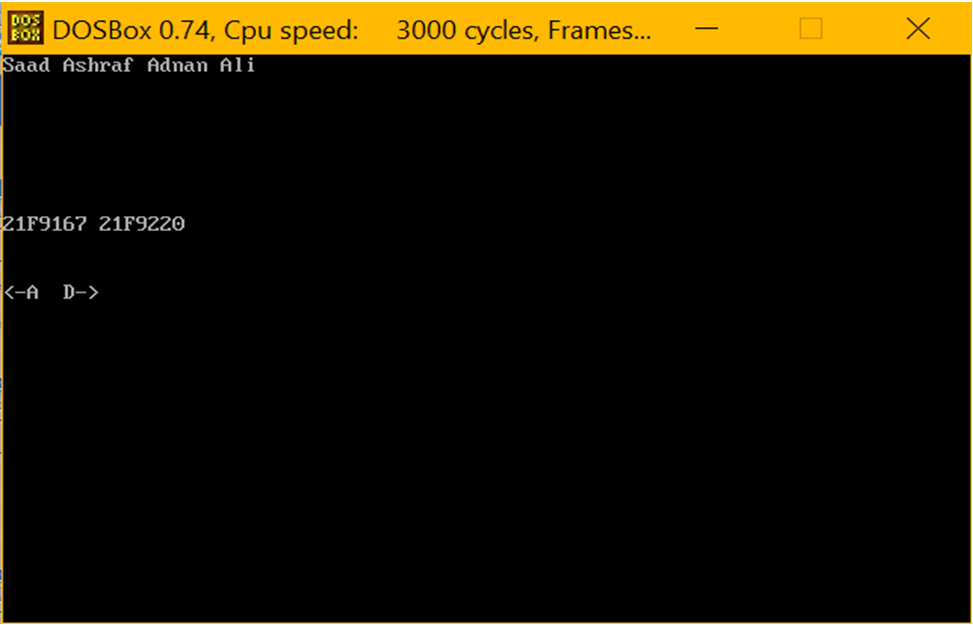 DOS
BOX
DOSBox 0.74, Cpu speed: 3000 cycles, Frames...
Saad Ashraf Adnan Ali
21F9167 21F9220
<-A  D->